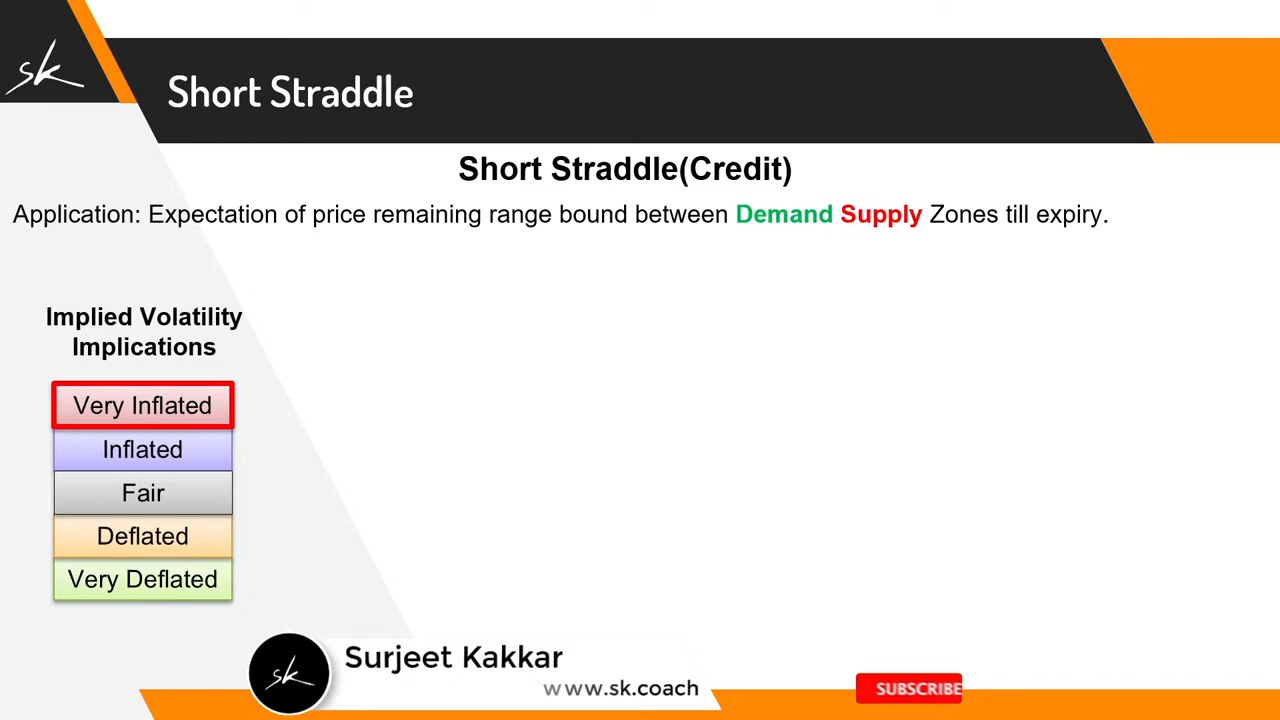 sk
Short Straddle
Short Straddle(Credit)
Application: Expectation of price remaining range bound between Demand Supply Zones till expiry.
Implied Volatility
Implications
Very Inflated
Inflated
Fair
Deflated
Very Deflated
sk
Surjeet Kakkar
www.sk.coach
SUBSCRIBE